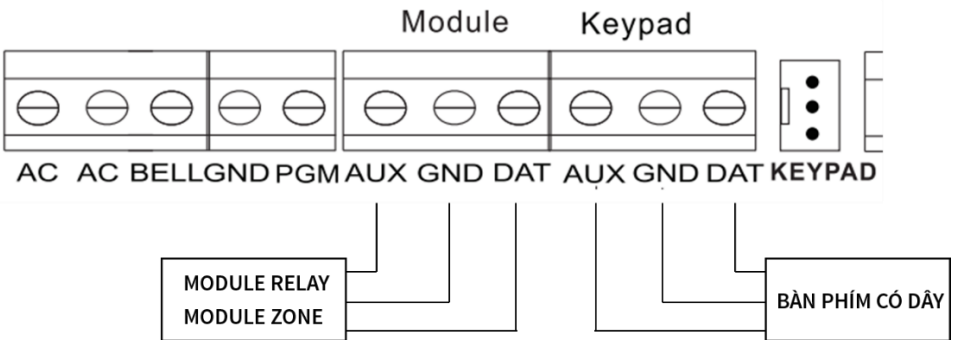 Module Keypad
AC AC BELL GND PGM AUX GND DAT AUX GND DAT KEYPAD
MODULE RELAY
MODULE ZONE
BÀN PHÍM CÓ DÂY